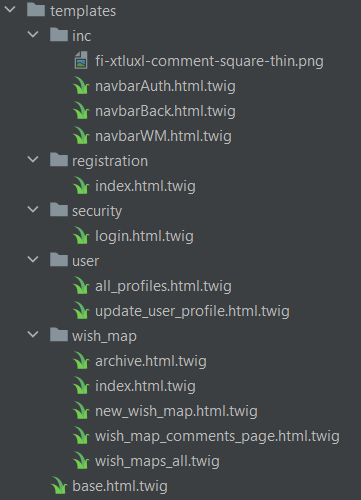 templates
inc
fi-xtluxl-comment-square-thin.png
navbarAuth.html.twig
navbarBack.html.twig
navbarWM.html.twig
registration
index.html.twig
security
login.html.twig
user
all_profiles.html.twig
update_user_profile.html.twig
wish_map
archive.html.twig
index.html.twig
new_wish_map.html.twig
wish_map_comments_page.html.twig
wish_maps_all.twig
base.html.twig